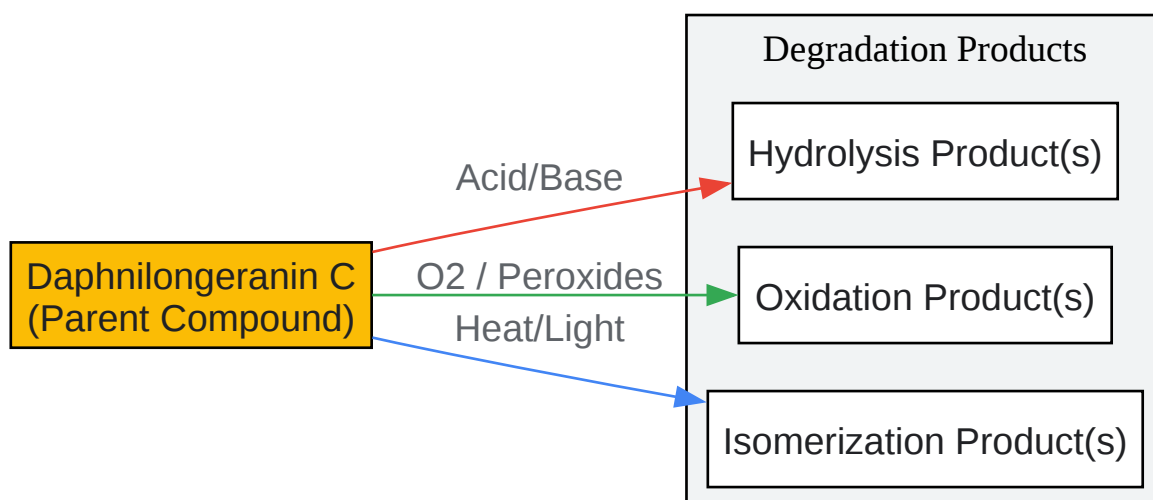 Degradation Products
Hydrolysis Product(s)
Acid/Base
Daphnilongeranin C
(Parent Compound)
O2 / Peroxides
Oxidation Product(s)
Heat/Light
Isomerization Product(s)